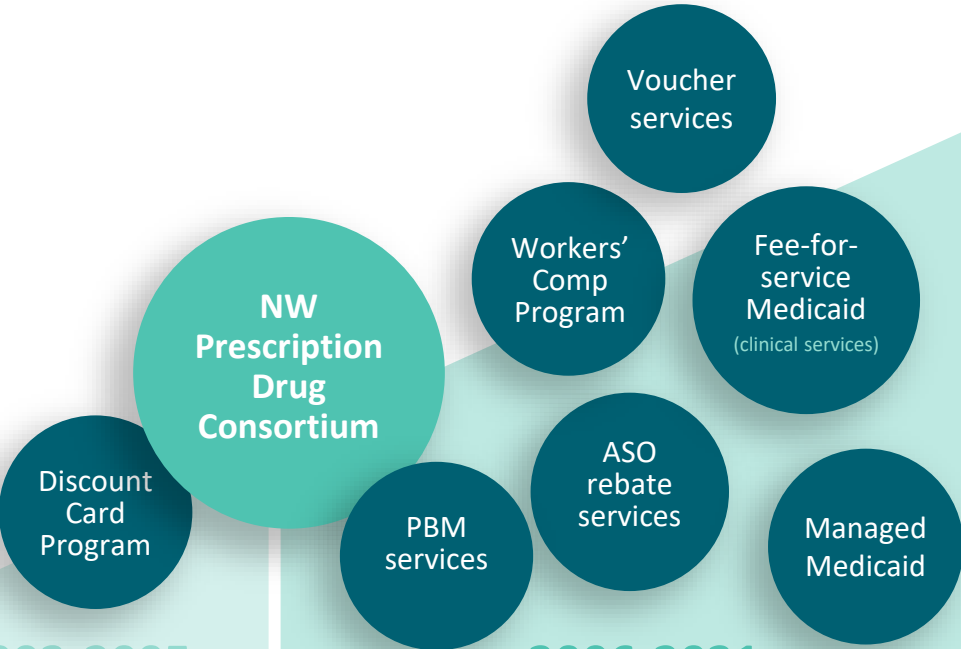 Voucher
services
Workers'
Comp
Program
Fee-for-
service
Medicaid
(clinical services)
NW
Prescription
Drug
Consortium
Discount
Card
Program
PBM
services
ASO
rebate
services
Managed
Medicaid